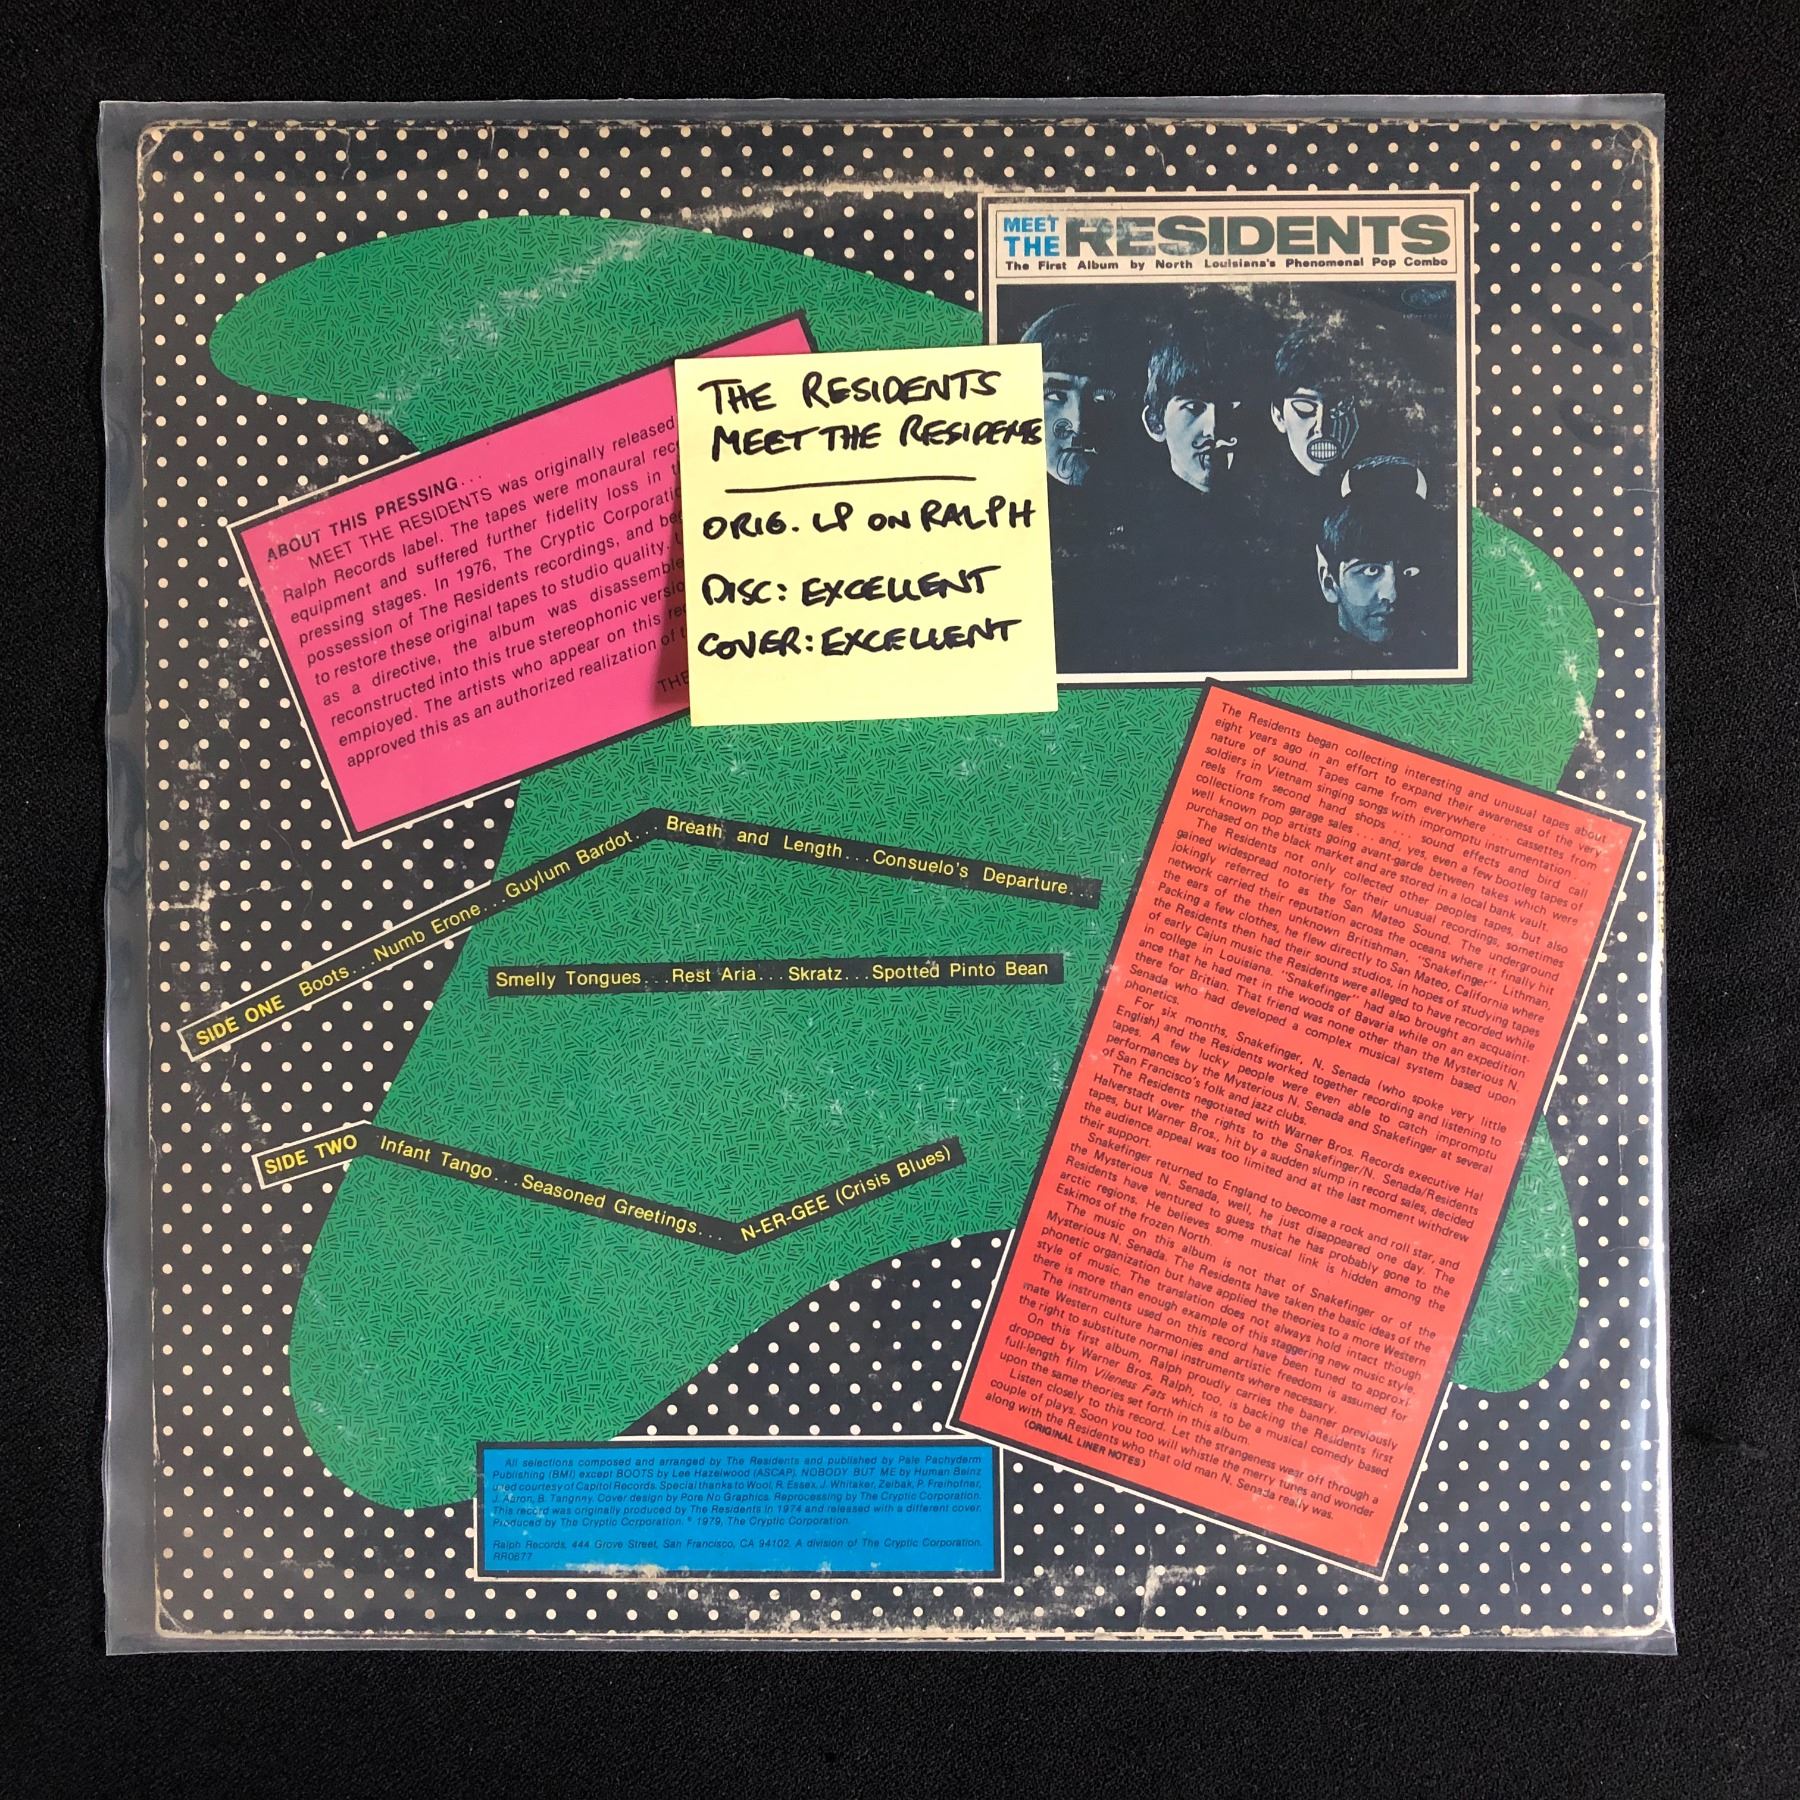 MEET
THE RESIDENTS
The First Album by North Louisiana's Phenomenal Pop Combo
THE RESIDENTS
MEET THE RESIDENTS
ORIG. LP ON RALPH
DISC: EXCELLENT
COVER: EXCELLENT
ABOUT THIS PRESSING...
MEET THE RESIDENTS was originally released
Ralph Records label. The tapes were monaural
equipment and suffered further fidelity loss in
pressing stages. In 1976, The Cryptic
possession of The Residents recordings, and
to restore these original tapes to studio quality.
as a directive, the album was
reconstructed into this true stereophonic
employed. The artists who appear on this
approved this as an authorized realization of
THE
SIDE ONE Boots...Numb Erone...Guylum Bardot...Breath and Length...Consuelo's Departure...
Smelly Tongues...Rest Aria...Skratz...Spotted Pinto Bean
SIDE TWO Infant Tango...Seasoned Greetings...N-ER-GEE (Crisis Blues)
The Residents began collecting interesting and unusual tapes about
eight years ago in an effort to expand their awareness of the very
nature of sound. Tapes came from everywhere ... cassettes from
soldiers in Vietnam singing songs with impromptu instrumentation...
reels from second hand shops ... sound effects and bird call
collections from garage sales ... and, yes, even a few bootleg tapes of
well known pop artists going avant-garde between takes which were
purchased on the black market and are stored in a local bank vault.
The Residents not only collected other peoples tapes, but also
gained widespread notoriety for their unusual recordings, sometimes
jokingly referred to as the San Mateo Sound. The underground
network carried their reputation across the oceans where it finally hit
the ears of the then unknown Britishman, "Snakefinger" Lithman.
Packing a few clothes, he flew directly to San Mateo, California where
the Residents then had their sound studios, in hopes of studying tapes
of early Cajun music the Residents were alleged to have recorded while
in college in Louisiana. "Snakefinger" had also brought an acquaint-
ance that he had met in the woods of Bavaria while on an expedition
there for Britian. That friend was none other than the Mysterious N.
Senada who had developed a complex musical system based upon
phonetics.
For six months, Snakefinger, N. Senada (who spoke very little
English) and the Residents worked together recording and listening to
tapes. A few lucky people were even able to catch impromptu
performances by the Mysterious N. Senada and Snakefinger at several
of San Francisco's folk and jazz clubs.
The Residents negotiated with Warner Bros. Records executive Hal
Halverstadt over the rights to the Snakefinger/N. Senada/Residents
tapes, but Warner Bros., hit by a sudden slump in record sales, decided
the audience appeal was too limited and at the last moment withdrew
their support.
Snakefinger returned to England to become a rock and roll star, and
the Mysterious N. Senada, well, he just disappeared one day. The
Residents have ventured to guess that he has probably gone to the
arctic regions. He believes some musical link is hidden among the
Eskimos of the frozen North.
The music on this album is not that of Snakefinger or of the
Mysterious N. Senada. The Residents have taken the basic ideas of the
phonetic organization but have applied the theories to a more Western
style of music. The translation does not always hold intact though
there is more than enough example of this staggering new music style.
The instruments used on this record have been tuned to approxi-
mate Western culture harmonies and artistic freedom is assumed for
the right to substitute normal instruments where necessary.
On this first album, Ralph proudly carries the banner previously
dropped by Warner Bros. Ralph, too, is backing the Residents first
full-length film Vileness Fats which is to be a musical comedy based
upon the same theories set forth in this album.
Listen closely to this record. Let the strangeness wear off through a
couple of plays. Soon you too will whistle the merry tunes and wonder
along with the Residents who that old man N. Senada really was.
(ORIGINAL LINER NOTES)
All selections composed and arranged by The Residents and published by Pale Pachyderm
Publishing (BMI) except BOOTS by Lee Hazelwood (ASCAP). NOBODY BUT ME by Human Beinz
used courtesy of Capitol Records. Special thanks to Wool, R. Essex, J. Whitaker, Zeibak, P. Freihofner,
J. Aaron, B. Tangney. Cover design by Pore No Graphics. Reprocessing by The Cryptic Corporation.
This record was originally produced by The Residents in 1974 and released with a different cover.
Produced by The Cryptic Corporation. ℗ 1979, The Cryptic Corporation.
Ralph Records, 444 Grove Street, San Francisco, CA 94102. A division of The Cryptic Corporation.
RR0677